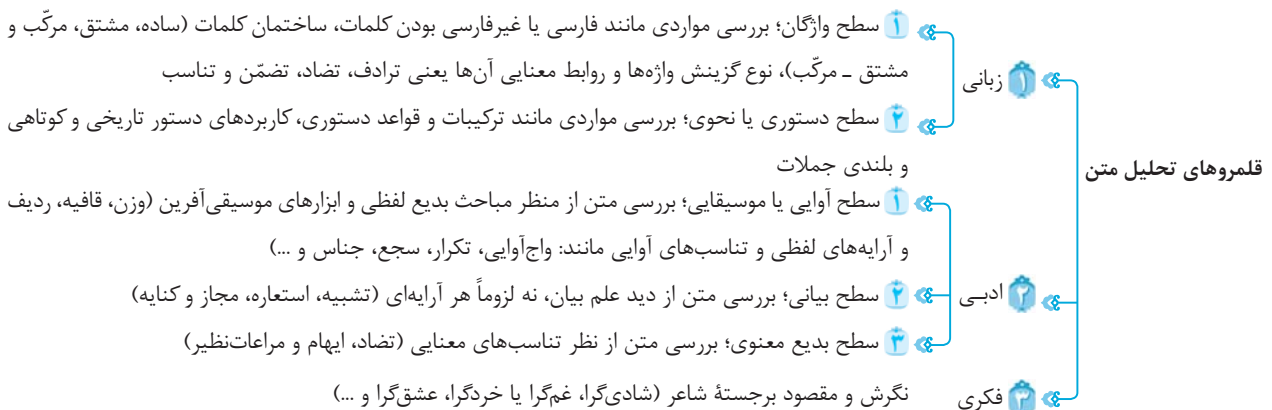 قلمروهای تحلیل متن
۱ زبانی
۱ سطح واژگان؛ بررسی مواردی مانند فارسی یا غیرفارسی بودن کلمات، ساختمان کلمات (ساده، مشتق، مرکّب و
مشتق ـ مرکّب)، نوع گزینش واژه‌ها و روابط معنایی آن‌ها یعنی ترادف، تضاد، تضمّن و تناسب
۲ سطح دستوری یا نحوی؛ بررسی مواردی مانند ترکیبات و قواعد دستوری، کاربردهای دستور تاریخی و کوتاهی
و بلندی جملات
۲ ادبـی
۱ سطح آوایی یا موسیقایی؛ بررسی متن از منظر مباحث بدیع لفظی و ابزارهای موسیقی‌آفرین (وزن، قافیه، ردیف
و آرایه‌های لفظی و تناسب‌های آوایی مانند: واج‌آوایی، تکرار، سجع، جناس و ...)
۲ سطح بیانی؛ بررسی متن از دید علم بیان، نه لزوماً هر آرایه‌ای (تشبیه، استعاره، مجاز و کنایه)
۳ سطح بدیع معنوی؛ بررسی متن از نظر تناسب‌های معنایی (تضاد، ایهام و مراعات‌نظیر)
۳ فکری
نگرش و مقصود برجستۀ شاعر (شادی‌گرا، غم‌گرا یا خردگرا، عشق‌گرا و ...)